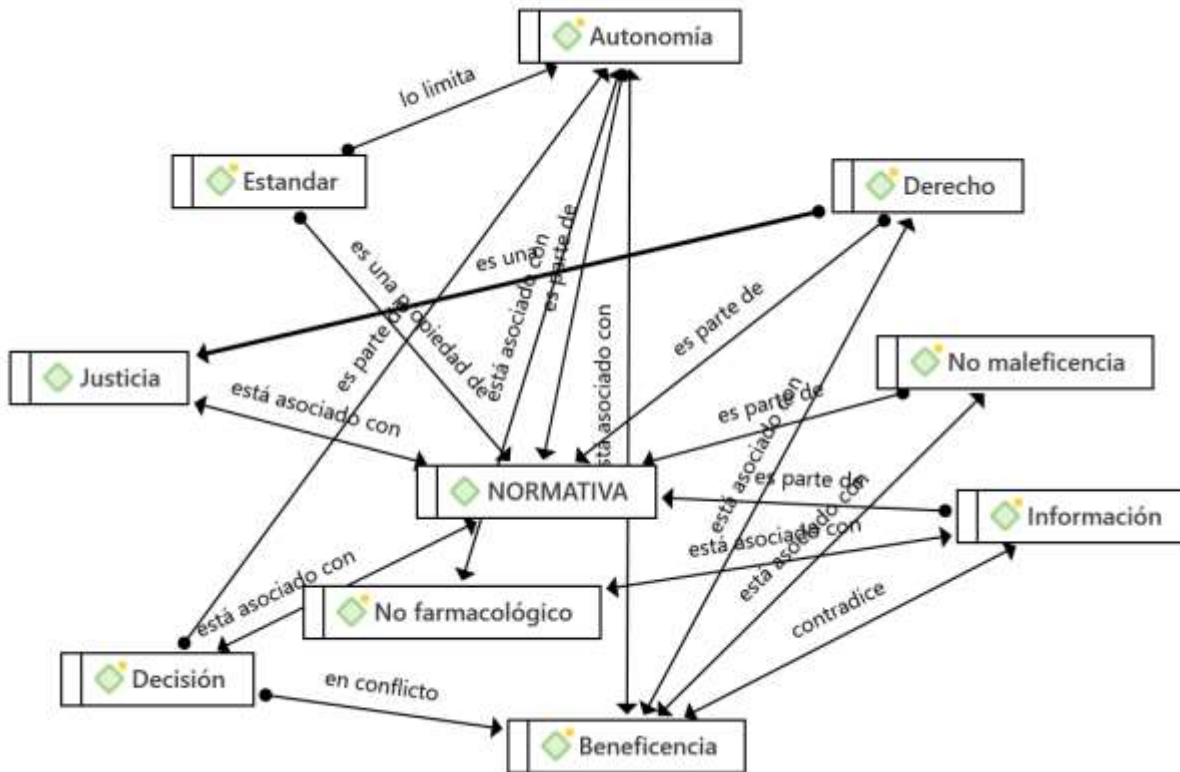 Autonomía
lo limita
Estandar
Derecho
es una
es una propiedad de
está asociado con
es parte de
es parte de
es parte de
Justicia
está asociado con
está asociado con
No maleficencia
es parte de
está asociado con
NORMATIVA
es parte de
Información
está asociado con
está asociado con
No farmacológico
está asociado con
contradice
Decisión
en conflicto
Beneficencia